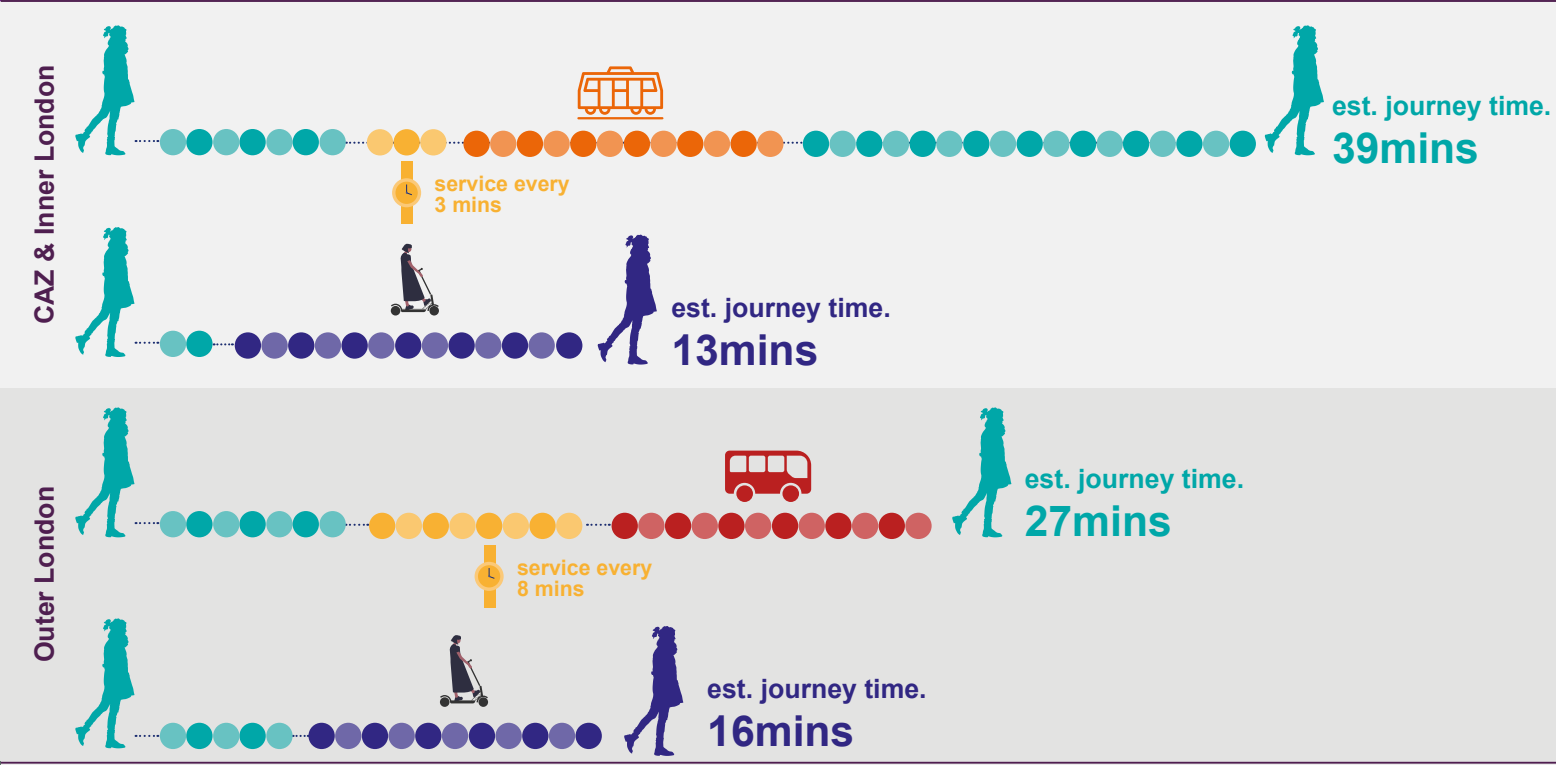 CAZ & Inner London
est. journey time.
39mins
service every
3 mins
est. journey time.
13mins
Outer London
est. journey time.
27mins
service every
8 mins
est. journey time.
16mins